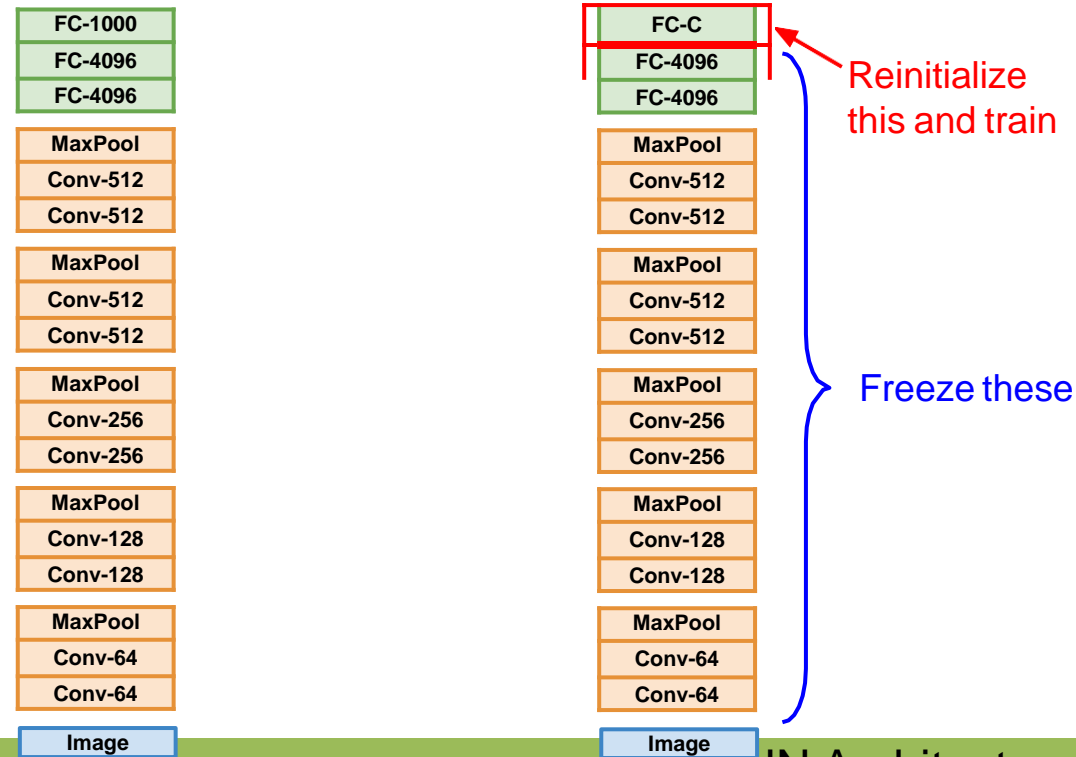 FC-1000
FC-4096
FC-4096
MaxPool
Conv-512
Conv-512
MaxPool
Conv-512
Conv-512
MaxPool
Conv-256
Conv-256
MaxPool
Conv-128
Conv-128
MaxPool
Conv-64
Conv-64
Image
FC-C
FC-4096
FC-4096
MaxPool
Conv-512
Conv-512
MaxPool
Conv-512
Conv-512
MaxPool
Conv-256
Conv-256
MaxPool
Conv-128
Conv-128
MaxPool
Conv-64
Conv-64
Image
Reinitialize
this and train
Freeze these